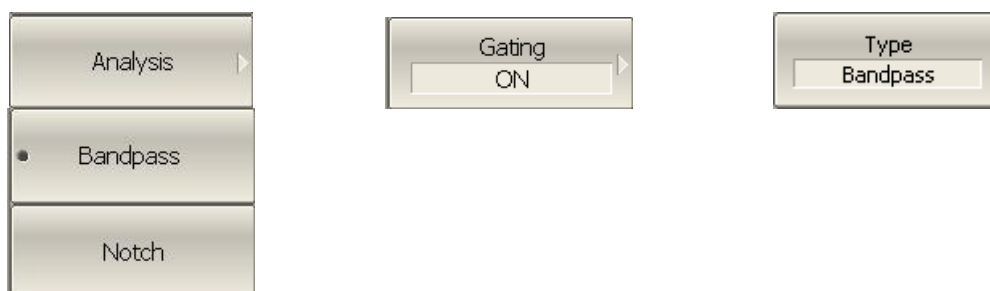 Analysis
Gating
ON
Type
Bandpass
Bandpass
Notch